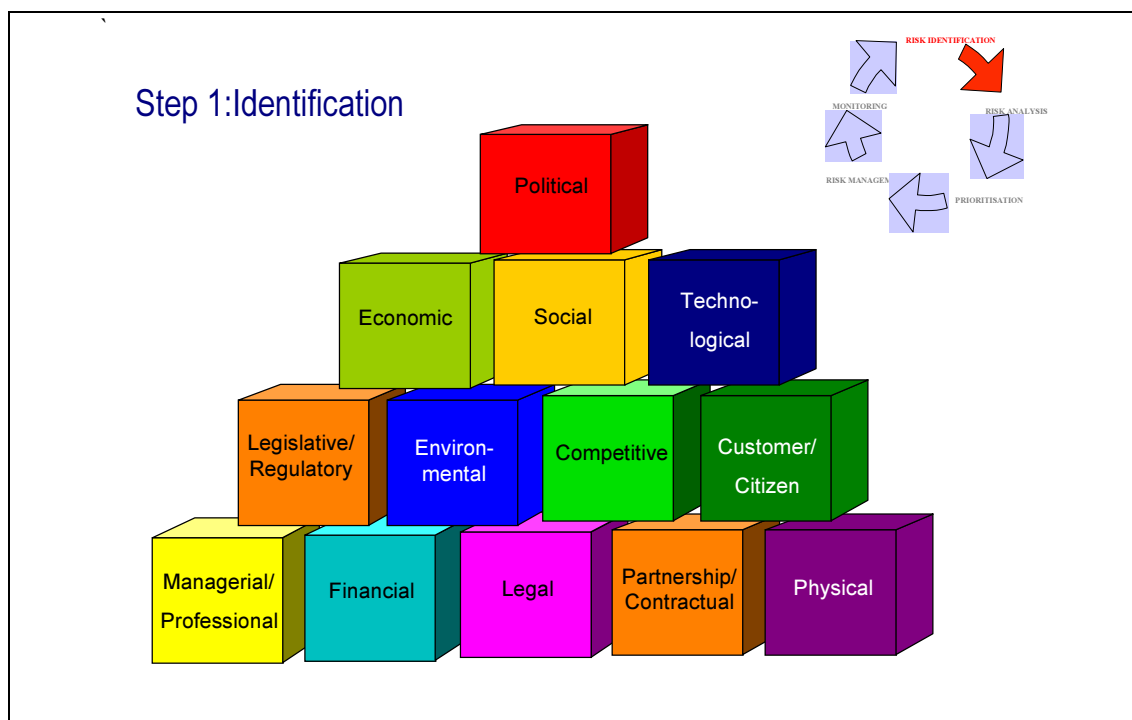 `
RISK IDENTIFICATION
Step 1:Identification
MONITORING
RISK ANALYSIS
RISK MANAGEM
PRIORITISATION
Political
Economic
Social
Techno-
logical
Legislative/
Regulatory
Environ-
mental
Competitive
Customer/
Citizen
Managerial/
Professional
Financial
Legal
Partnership/
Contractual
Physical